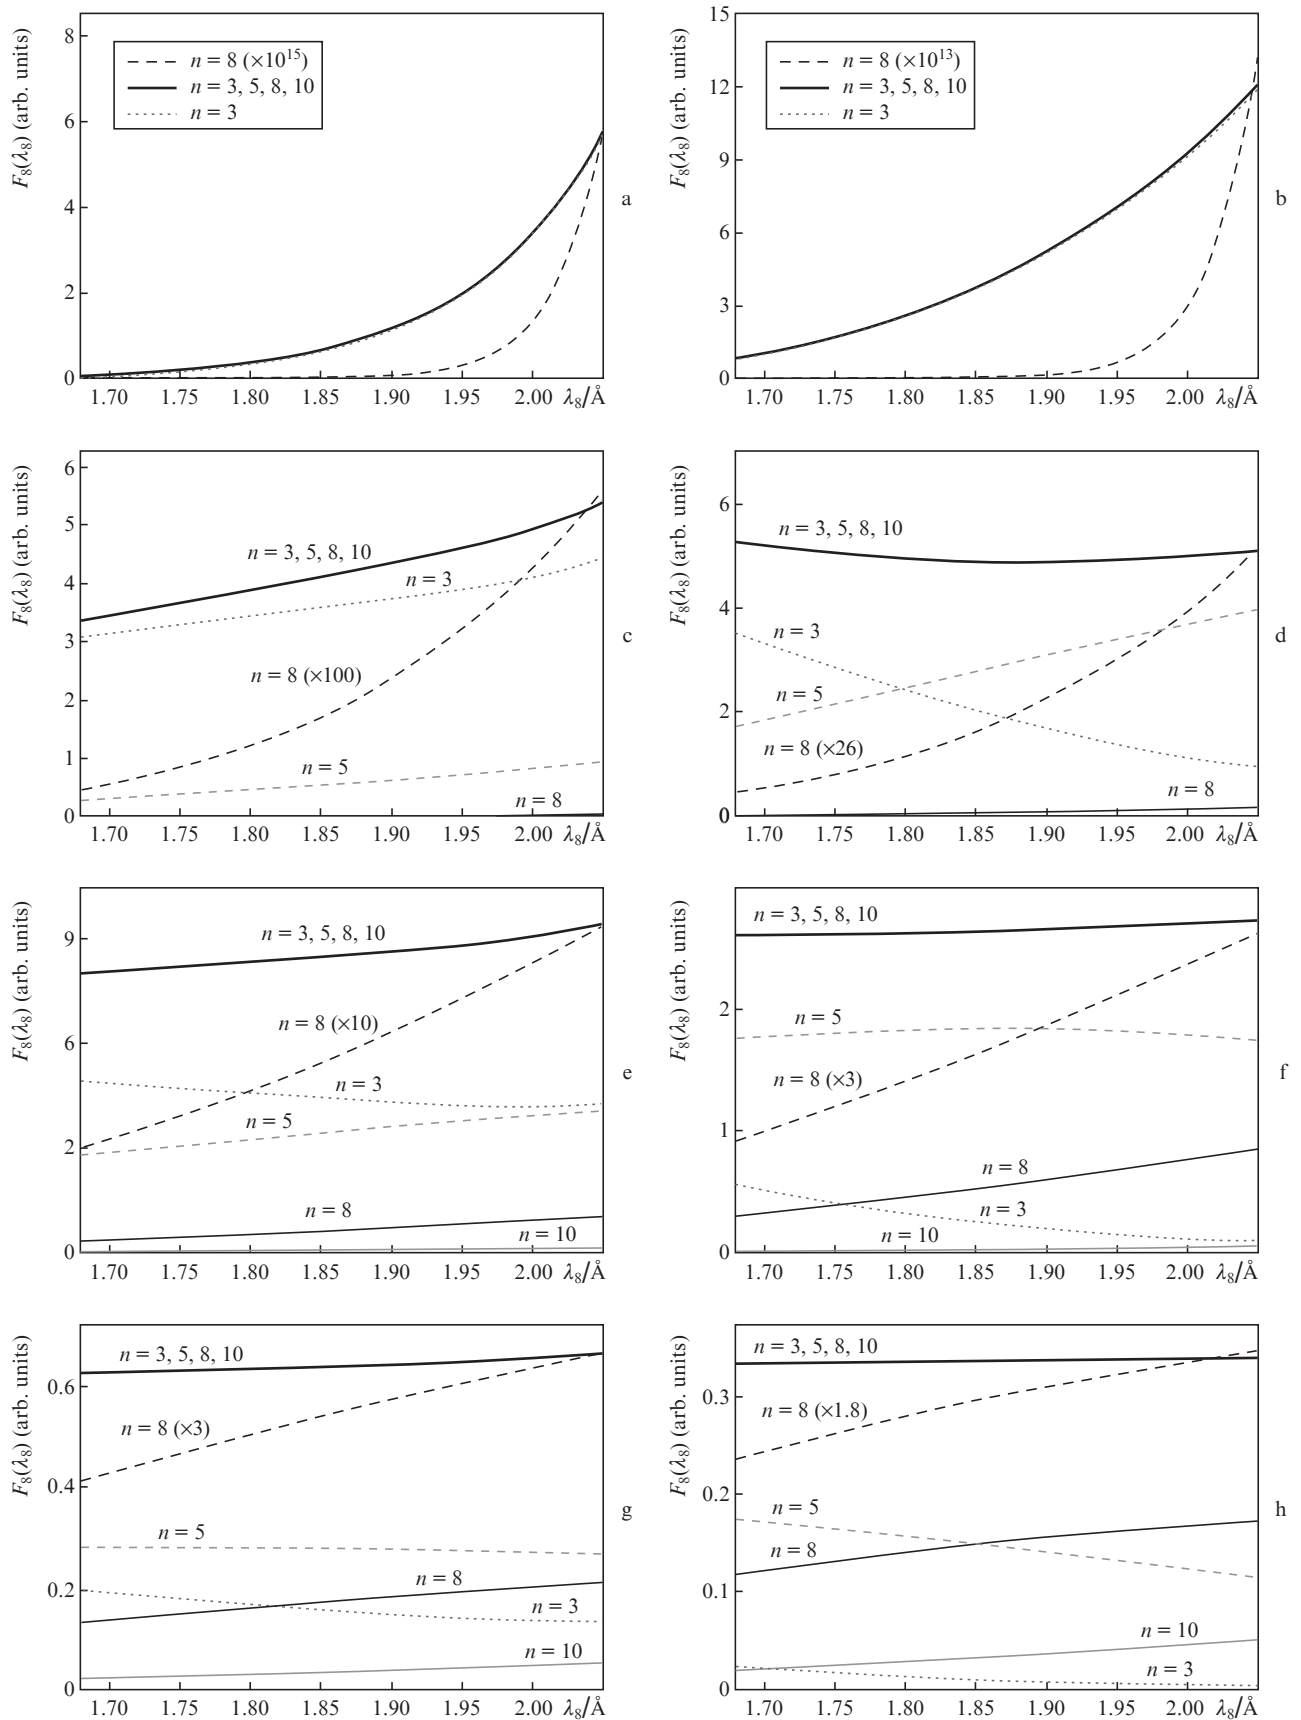 F₈(λ₈) (arb. units)
8
6
4
2
0
n = 8 (×10¹⁵)
n = 3, 5, 8, 10
n = 3
1.70 1.75 1.80 1.85 1.90 1.95 2.00 λ₈/Å
a
F₈(λ₈) (arb. units)
15
12
9
6
3
0
n = 8 (×10¹³)
n = 3, 5, 8, 10
n = 3
1.70 1.75 1.80 1.85 1.90 1.95 2.00 λ₈/Å
b
F₈(λ₈) (arb. units)
6
5
4
3
2
1
0
n = 3, 5, 8, 10
n = 3
n = 8 (×100)
n = 5
n = 8
1.70 1.75 1.80 1.85 1.90 1.95 2.00 λ₈/Å
c
F₈(λ₈) (arb. units)
6
4
2
0
n = 3, 5, 8, 10
n = 3
n = 5
n = 8 (×26)
n = 8
1.70 1.75 1.80 1.85 1.90 1.95 2.00 λ₈/Å
d
F₈(λ₈) (arb. units)
9
6
2
0
n = 3, 5, 8, 10
n = 8 (×10)
n = 3
n = 5
n = 8
n = 10
1.70 1.75 1.80 1.85 1.90 1.95 2.00 λ₈/Å
e
F₈(λ₈) (arb. units)
2
1
0
n = 3, 5, 8, 10
n = 5
n = 8 (×3)
n = 8
n = 3
n = 10
1.70 1.75 1.80 1.85 1.90 1.95 2.00 λ₈/Å
f
F₈(λ₈) (arb. units)
0.6
0.4
0.2
0
n = 3, 5, 8, 10
n = 8 (×3)
n = 5
n = 8
n = 3
n = 10
1.70 1.75 1.80 1.85 1.90 1.95 2.00 λ₈/Å
g
F₈(λ₈) (arb. units)
0.3
0.2
0.1
0
n = 3, 5, 8, 10
n = 8 (×1.8)
n = 5
n = 8
n = 10
n = 3
1.70 1.75 1.80 1.85 1.90 1.95 2.00 λ₈/Å
h